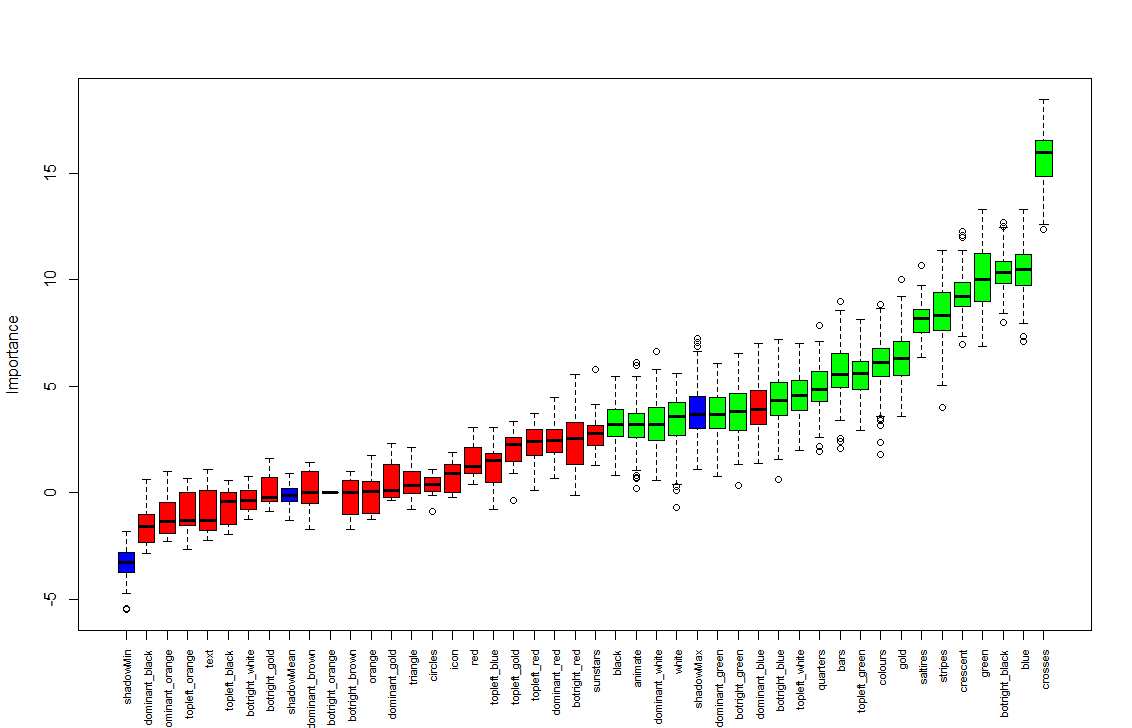 Importance
15
10
5
0
-5
shadowMin
dominant_black
ominant_orange
topleft_orange
text
topleft_black
botright_white
botright_gold
shadowMean
dominant_brown
botright_orange
botright_brown
orange
dominant_gold
triangle
circles
icon
red
topleft_blue
topleft_gold
topleft_red
dominant_red
botright_red
sunstars
black
animate
dominant_white
white
shadowMax
dominant_green
botright_green
dominant_blue
botright_blue
topleft_white
quarters
bars
topleft_green
colours
gold
saltires
stripes
crescent
green
botright_black
blue
crosses